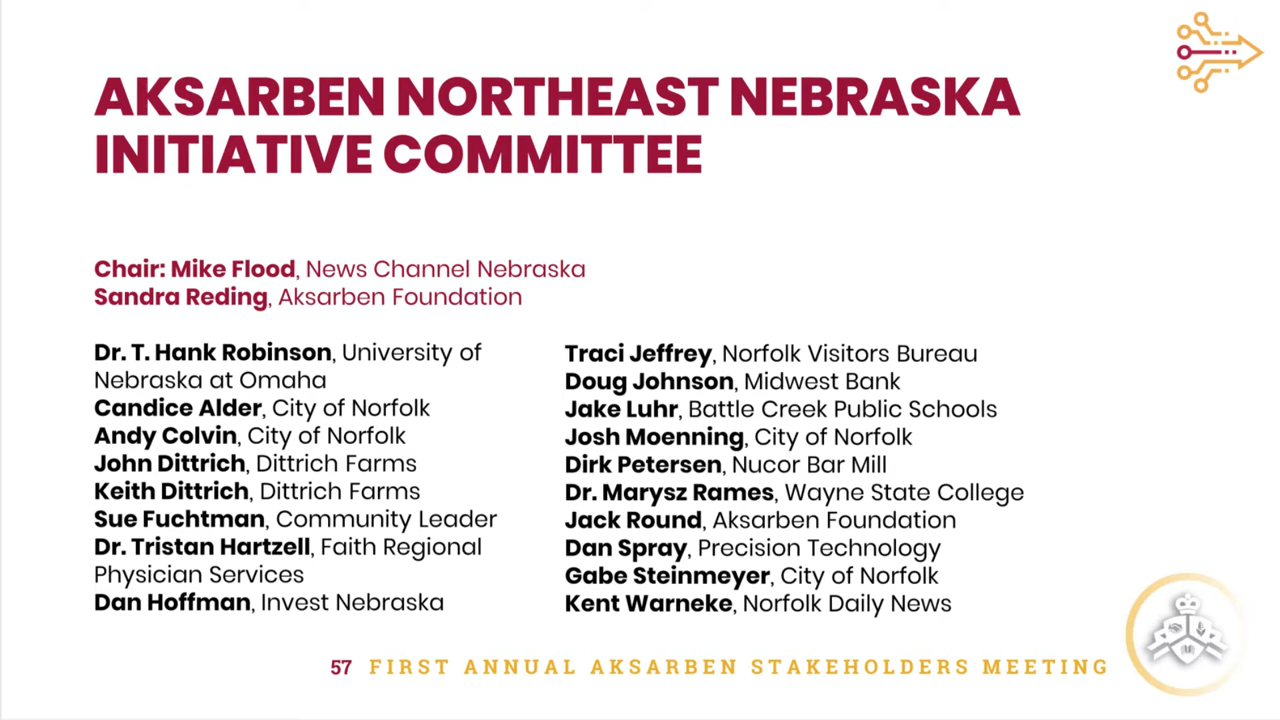 AKSARBEN NORTHEAST NEBRASKA
INITIATIVE COMMITTEE
Chair: Mike Flood, News Channel Nebraska
Sandra Reding, Aksarben Foundation
Dr. T. Hank Robinson, University of
Nebraska at Omaha
Candice Alder, City of Norfolk
Andy Colvin, City of Norfolk
John Dittrich, Dittrich Farms
Keith Dittrich, Dittrich Farms
Sue Fuchtman, Community Leader
Dr. Tristan Hartzell, Faith Regional
Physician Services
Dan Hoffman, Invest Nebraska
Traci Jeffrey, Norfolk Visitors Bureau
Doug Johnson, Midwest Bank
Jake Luhr, Battle Creek Public Schools
Josh Moenning, City of Norfolk
Dirk Petersen, Nucor Bar Mill
Dr. Marysz Rames, Wayne State College
Jack Round, Aksarben Foundation
Dan Spray, Precision Technology
Gabe Steinmeyer, City of Norfolk
Kent Warneke, Norfolk Daily News
57 FIRST ANNUAL AKSARBEN STAKEHOLDERS MEETING